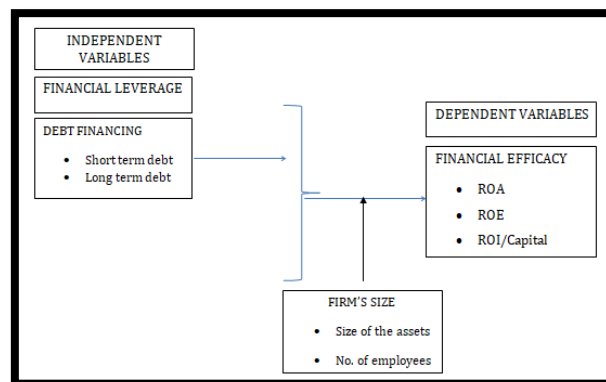 INDEPENDENT
VARIABLES
FINANCIAL LEVERAGE
DEBT FINANCING
• Short term debt
• Long term debt
DEPENDENT VARIABLES
FINANCIAL EFFICACY
• ROA
• ROE
• ROI/Capital
FIRM'S SIZE
• Size of the assets
• No. of employees